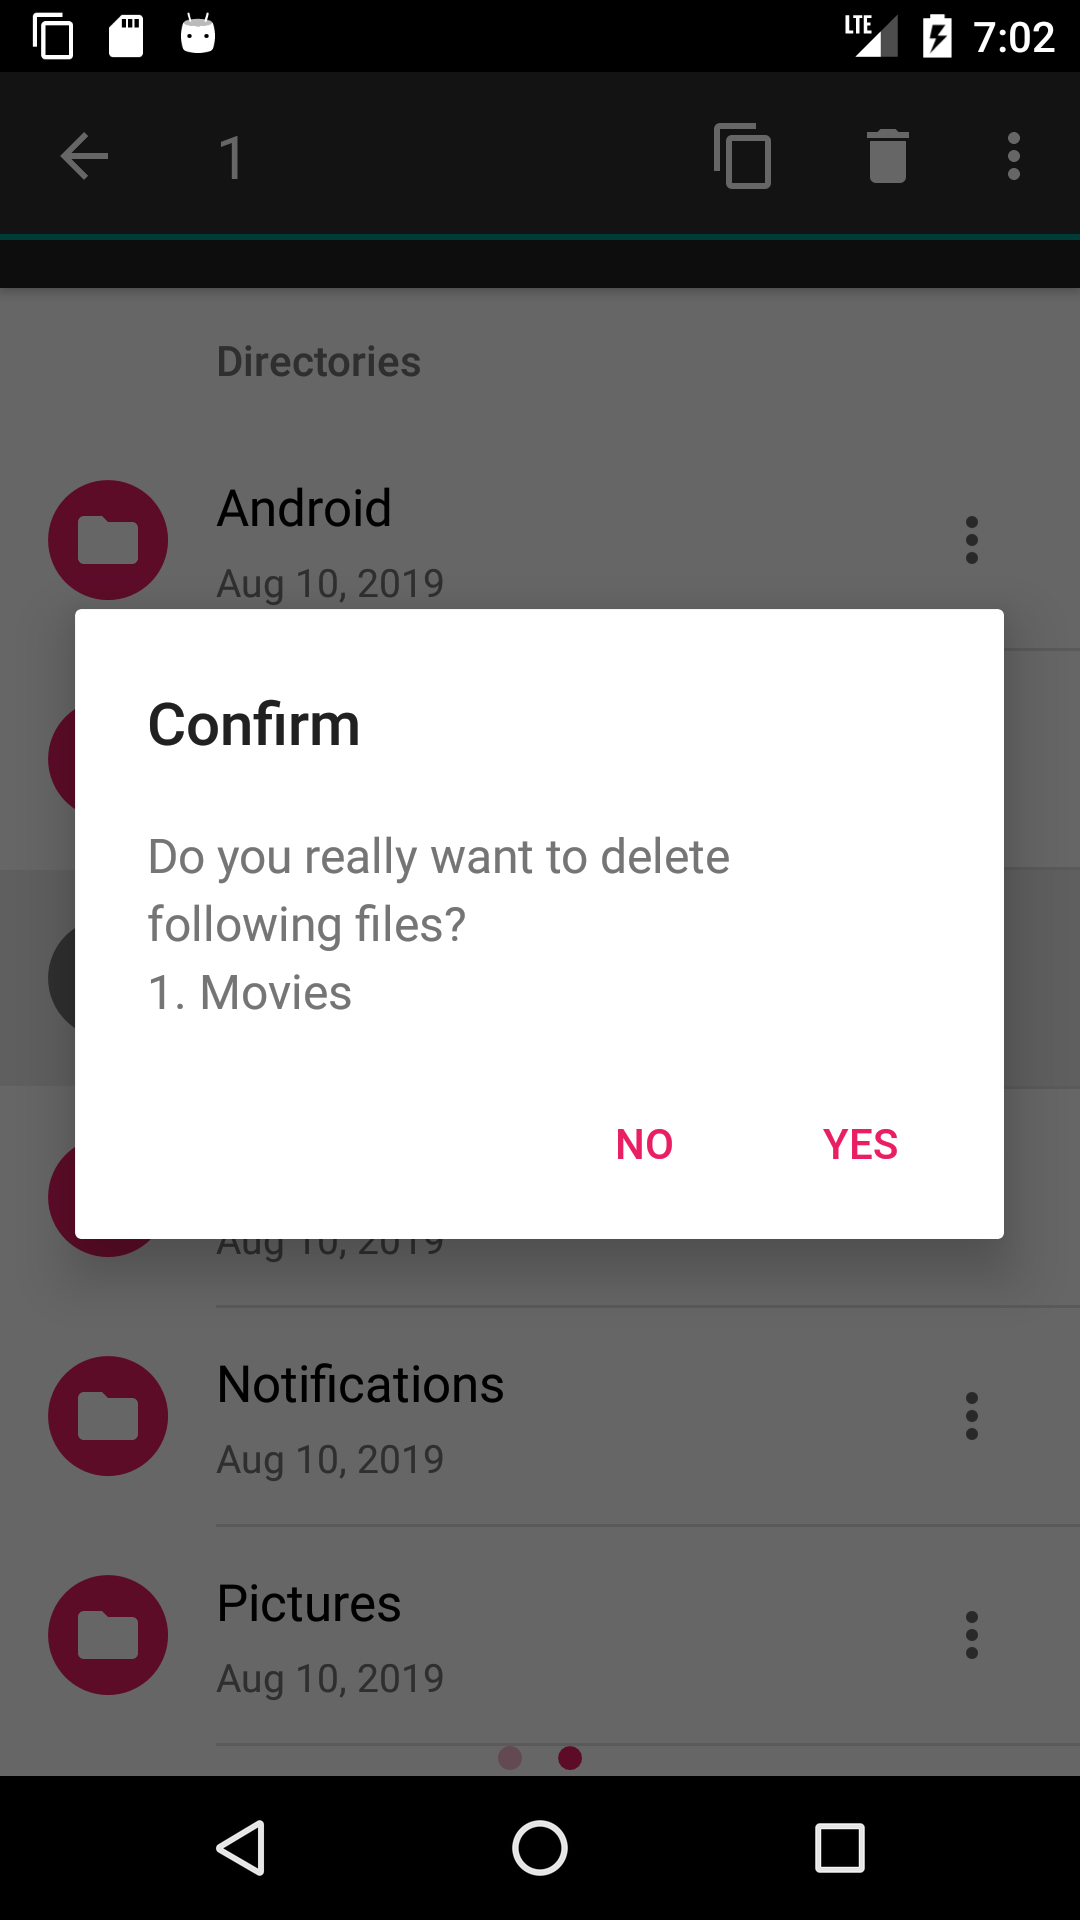 LTE 7:02
1
Directories
Android
Aug 10, 2019
Confirm
Do you really want to delete
following files?
1. Movies
NO YES
Aug 10, 2019
Notifications
Aug 10, 2019
Pictures
Aug 10, 2019